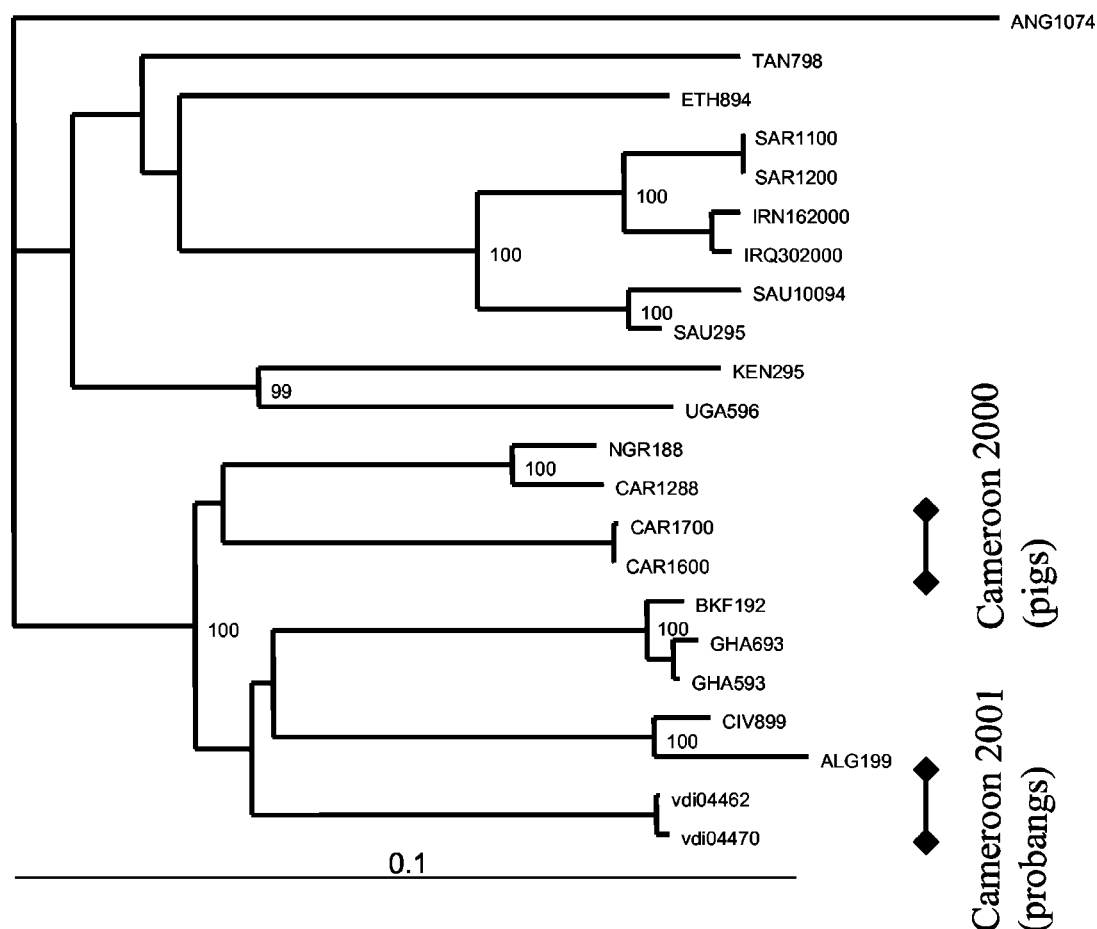 ANG1074
TAN798
ETH894
SAR1100
SAR1200
100
IRN162000
IRQ302000
100
SAU10094
100
SAU295
KEN295
99
UGA596
NGR188
100
CAR1288
CAR1700
CAR1600
Cameroon 2000
(pigs)
BKF192
100
100
GHA693
GHA593
CIV899
100
ALG199
vdi04462
vdi04470
Cameroon 2001
(probangs)
0.1